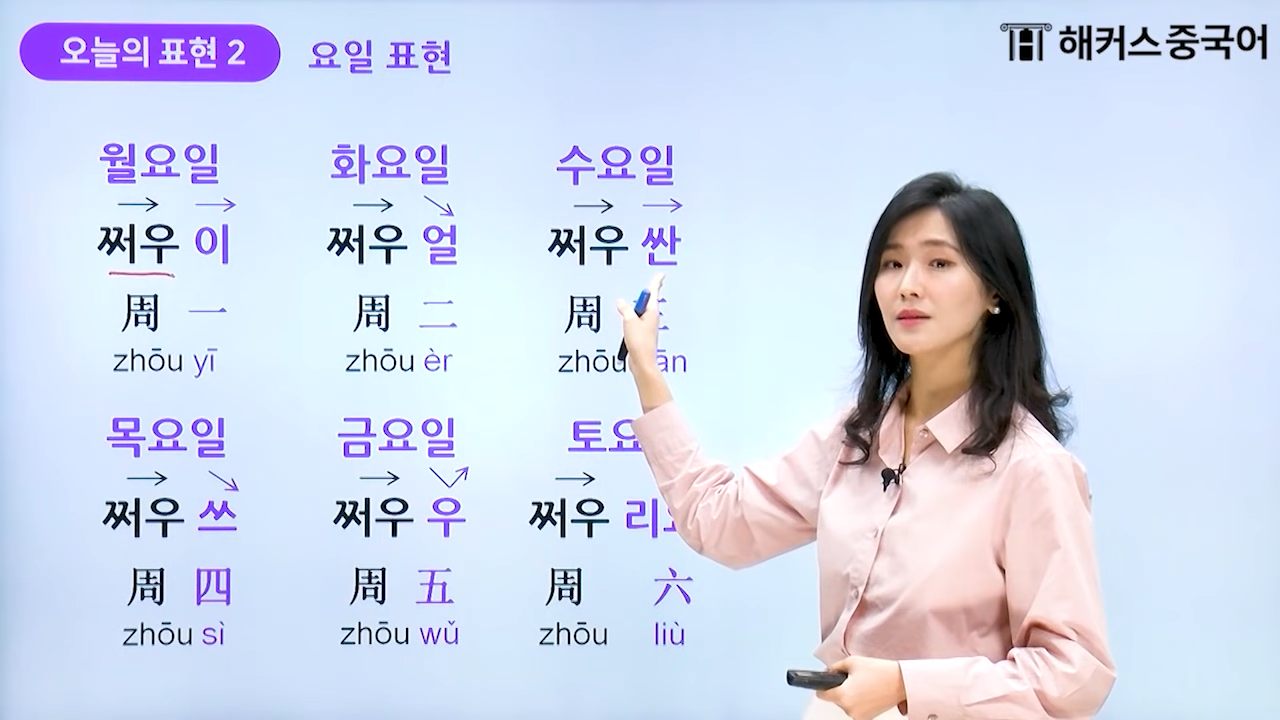 오늘의 표현 2 요일 표현
해커스중국어
월요일 화요일 수요일
쩌우 이 쩌우 얼 쩌우 싼
周 一 周 二 周
zhōu yī zhōu èr zhōu
목요일 금요일
쩌우 쓰 쩌우 우 쩌우
周 四 周 五 周 六
zhōu sì zhōu wǔ zhōu liù